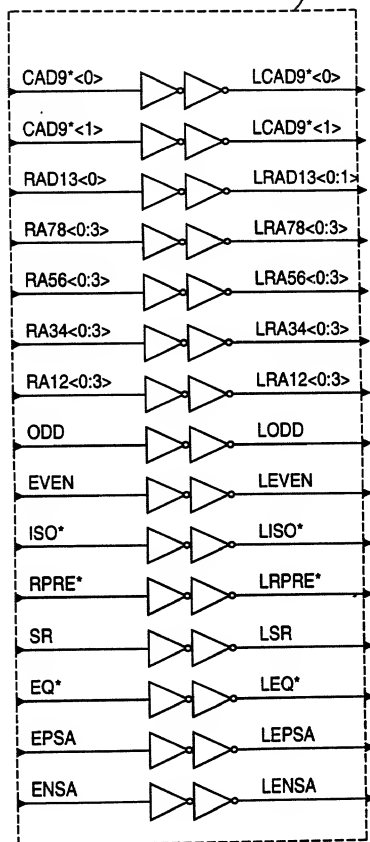 CAD9*<0> LCAD9*<0>
CAD9*<1> LCAD9*<1>
RAD13<0> LRAD13<0:1>
RA78<0:3> LRA78<0:3>
RA56<0:3> LRA56<0:3>
RA34<0:3> LRA34<0:3>
RA12<0:3> LRA12<0:3>
ODD LODD
EVEN LEVEN
ISO* LISO*
RPRE* LRPRE*
SR LSR
EQ* LEQ*
EPSA LEPSA
ENSA LENSA